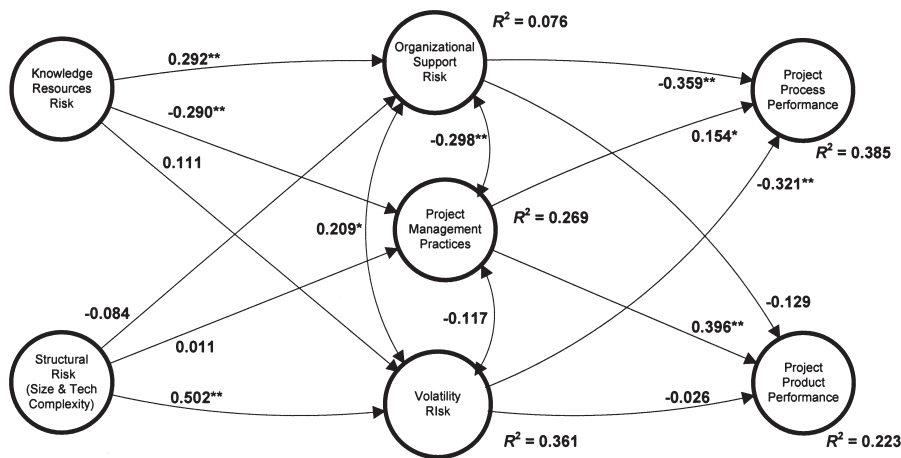 R² = 0.076
Knowledge
Resources
Risk
0.292**
Organizational
Support
Risk
-0.359**
Project
Process
Performance
R² = 0.385
-0.290**
0.111
-0.298**
0.154*
-0.321**
0.209*
Project
Management
Practices
R² = 0.269
-0.084
0.011
-0.117
0.396**
-0.129
Structural
Risk
(Size & Tech
Complexity)
0.502**
Volatility
RIsk
R² = 0.361
-0.026
Project
Product
Performance
R² = 0.223